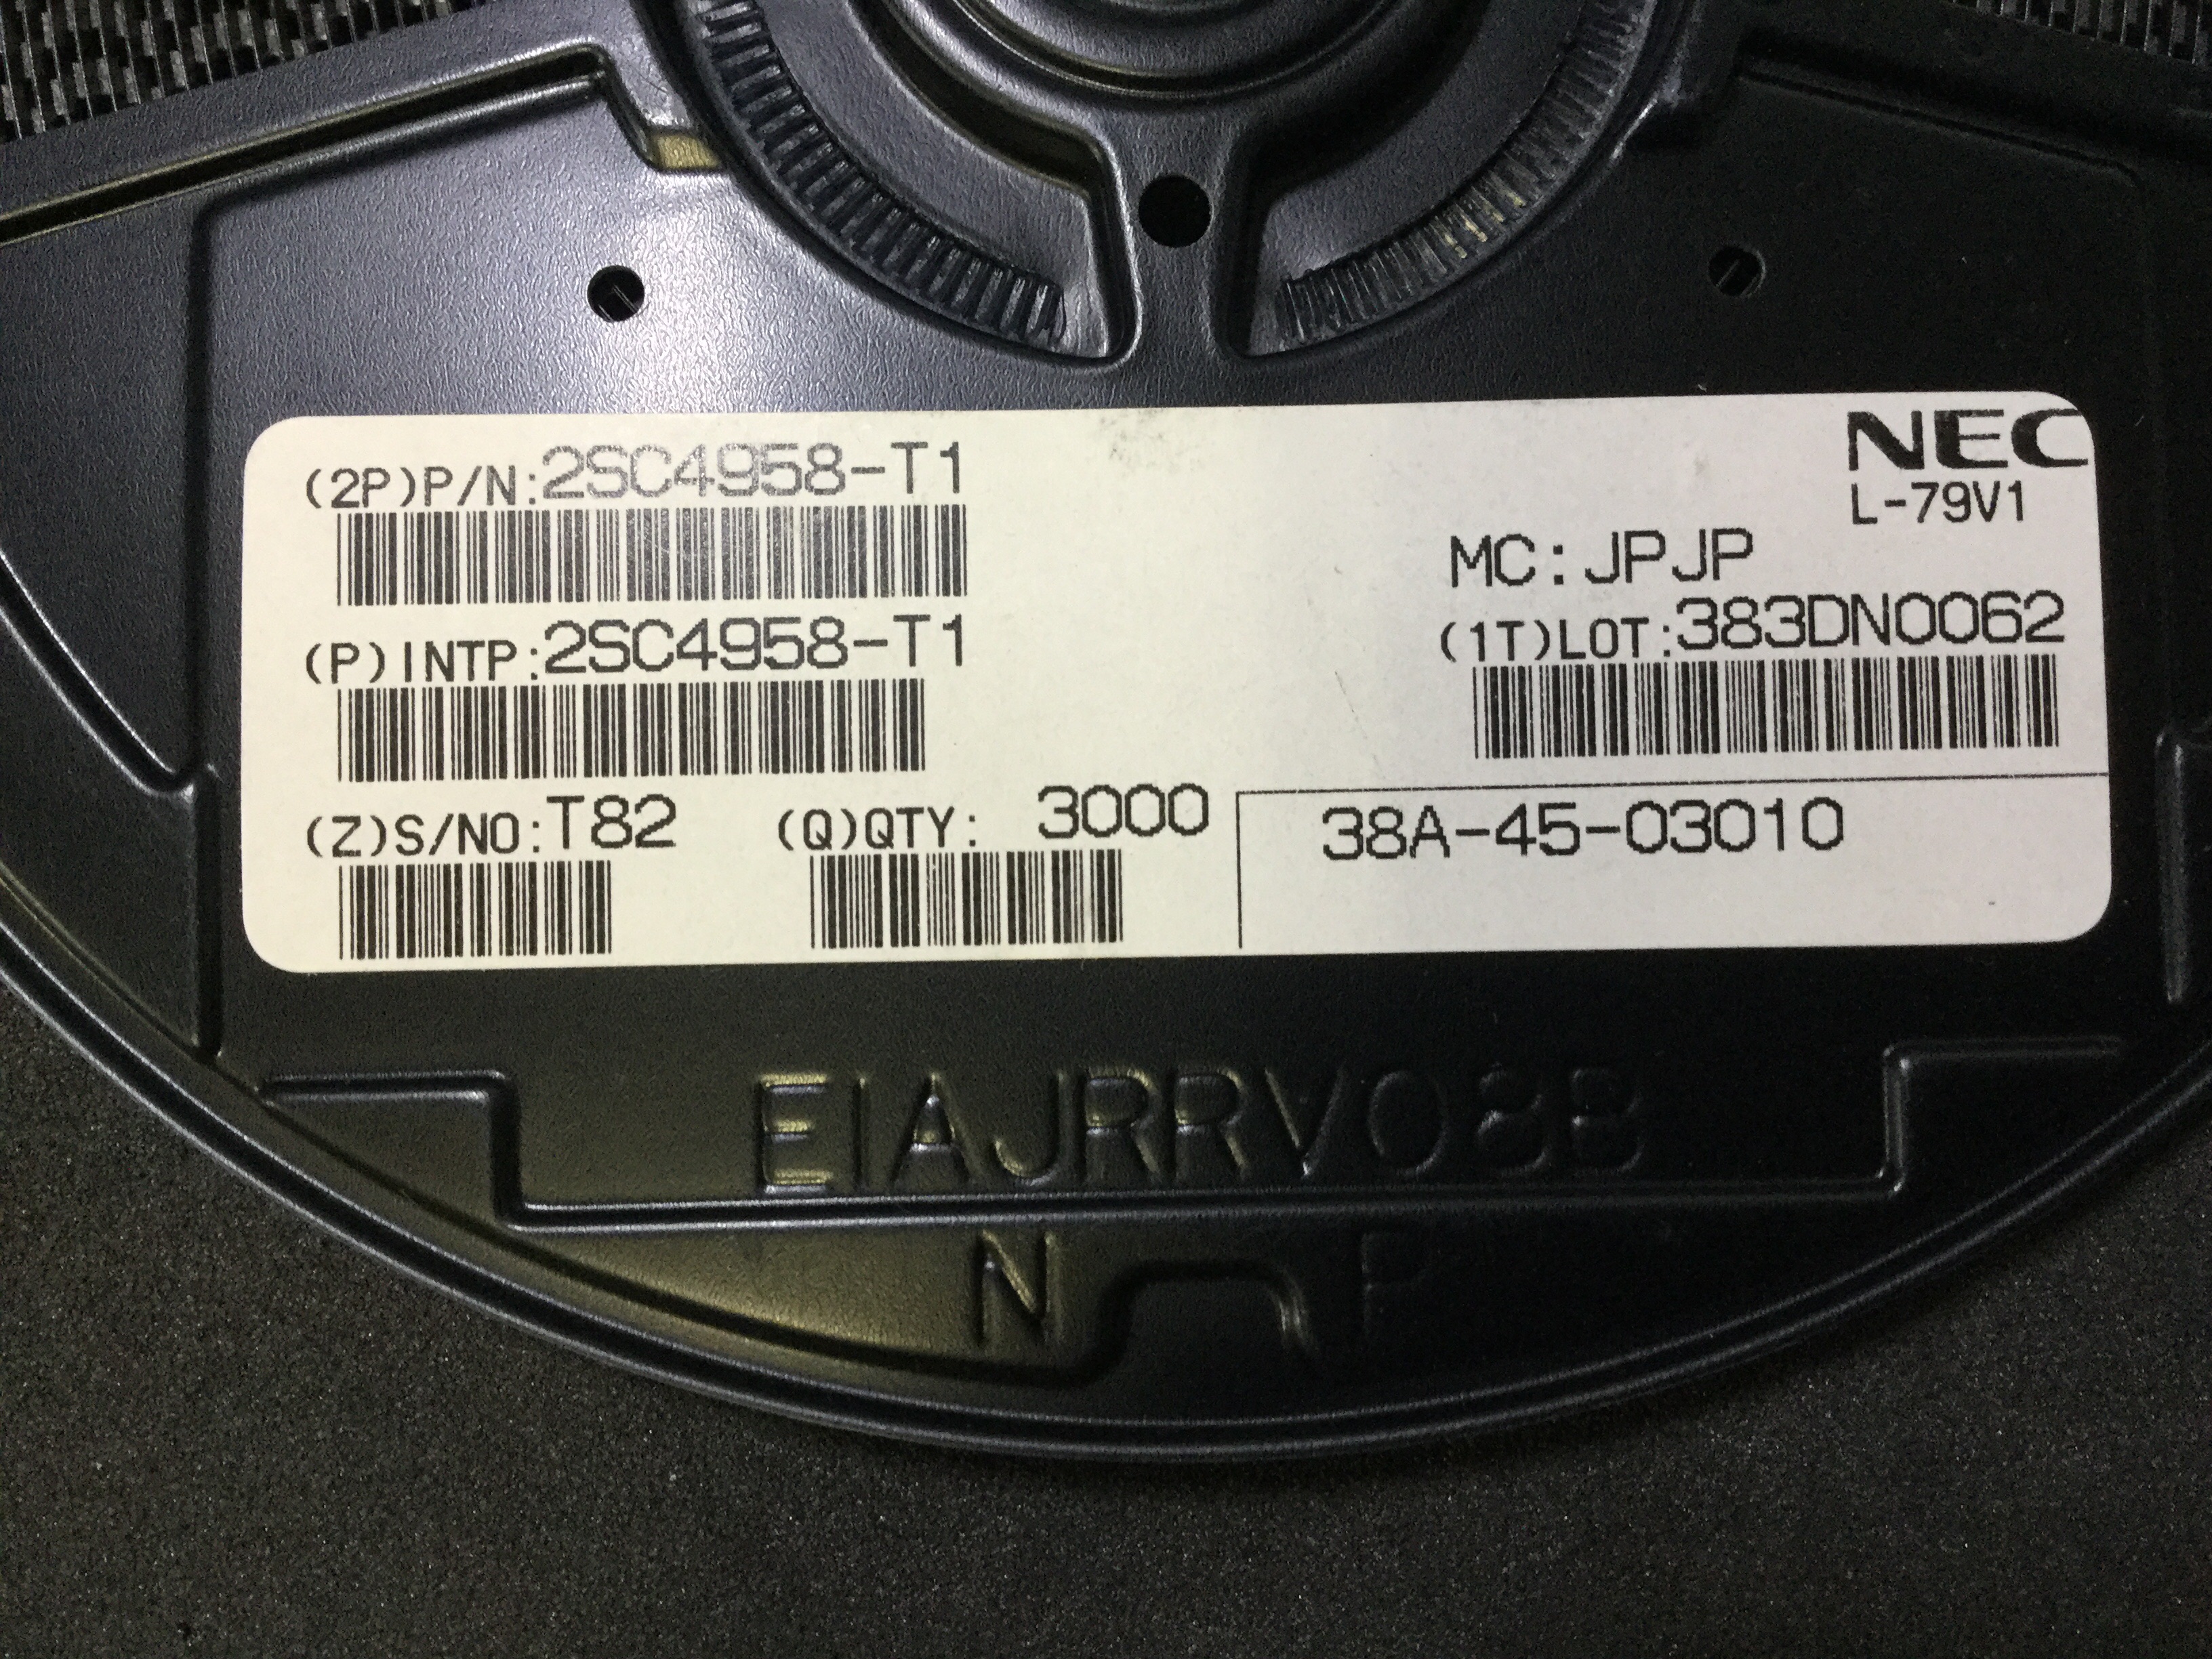 NEC
L-79V1
(2P)P/N:2SC4958-T1
MC:JPJP
(P)INTP:2SC4958-T1
(1T)LOT:383DN0062
(Z)S/NO:T82
(Q)QTY: 3000
38A-45-03010
EIAJRRV08B
N P